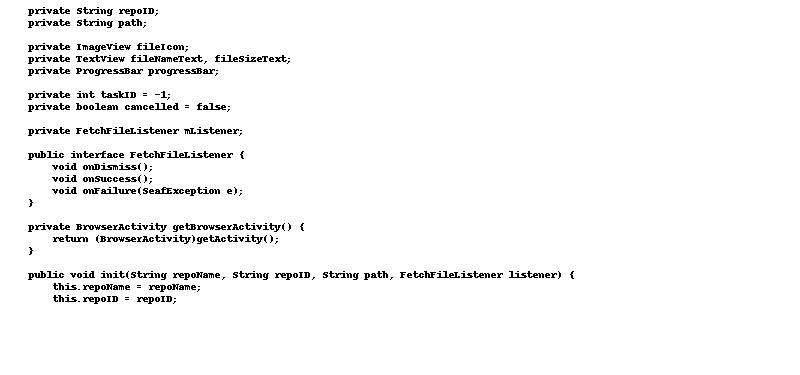 private String repoID;
private String path;
private ImageView fileIcon;
private TextView fileNameText, fileSizeText;
private ProgressBar progressBar;
private int taskID = -1;
private boolean cancelled = false;
private FetchFileListener mListener;
public interface FetchFileListener {
void onDismiss();
void onSuccess();
void onFailure(SeafException e);
}
private BrowserActivity getBrowserActivity() {
return (BrowserActivity)getActivity();
}
public void init(String repoName, String repoID, String path, FetchFileListener listener) {
this.repoName = repoName;
this.repoID = repoID;